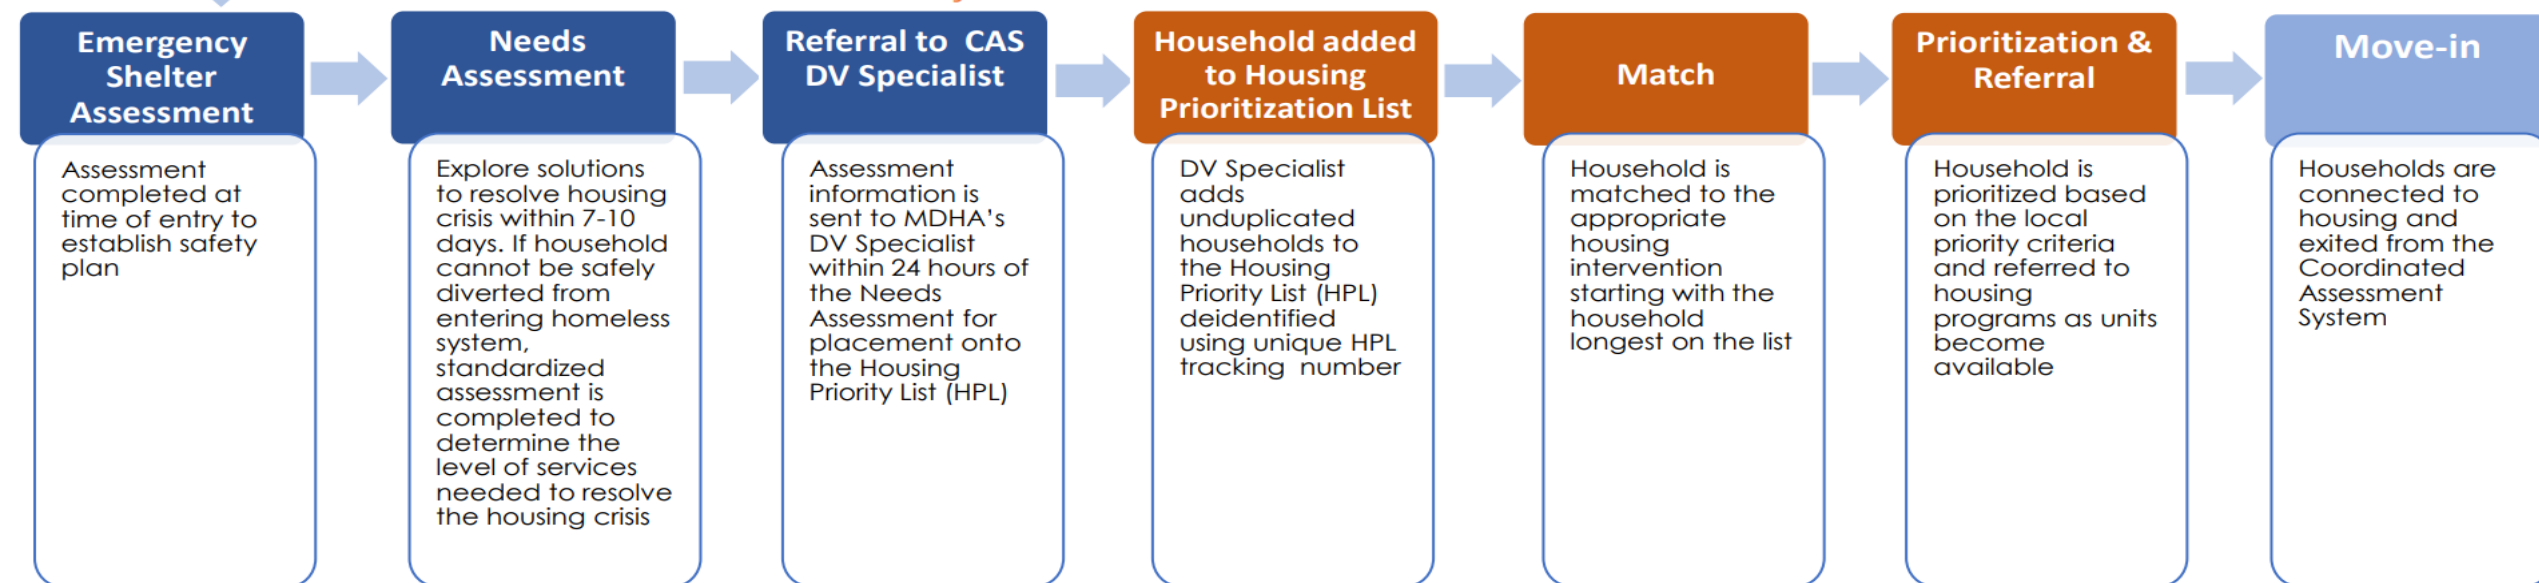 Emergency
Shelter
Assessment
Assessment
completed at
time of entry to
establish safety
plan
Needs
Assessment
Explore solutions
to resolve housing
crisis within 7-10
days. If household
cannot be safely
diverted from
entering homeless
system,
standardized
assessment is
completed to
determine the
level of services
needed to resolve
the housing crisis
Referral to  CAS
DV Specialist
Assessment
information is
sent to MDHA’s
DV Specialist
within 24 hours of
the Needs
Assessment for
placement onto
the Housing
Priority List (HPL)
Household added
to Housing
Prioritization List
DV Specialist
adds
unduplicated
households to
the Housing
Priority List (HPL)
deidentified
using unique HPL
tracking  number
Match
Household is
matched to the
appropriate
housing
intervention
starting with the
household
longest on the list
Prioritization &
Referral
Household is
prioritized based
on the local
priority criteria
and referred to
housing
programs as units
become
available
Move-in
Households are
connected to
housing and
exited from the
Coordinated
Assessment
System